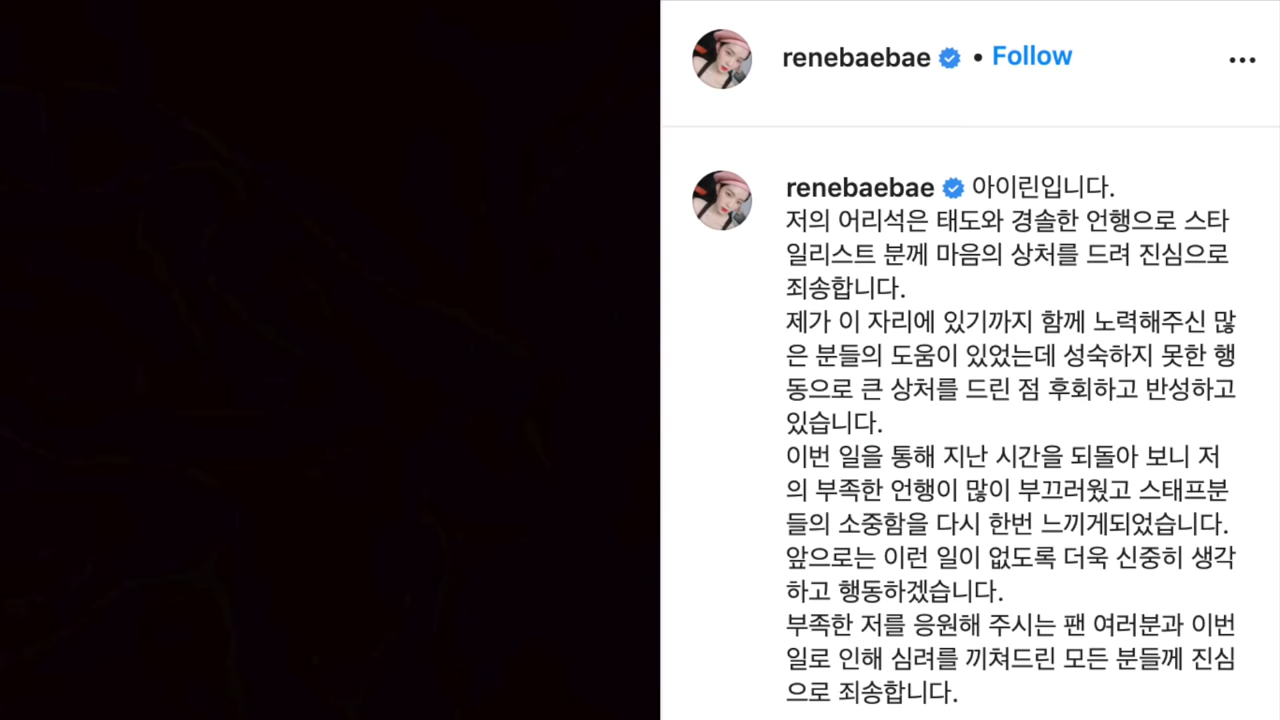 renebaebae • Follow
renebaebae 아이린입니다.
저의 어리석은 태도와 경솔한 언행으로 스타
일리스트 분께 마음의 상처를 드려 진심으로
죄송합니다.
제가 이 자리에 있기까지 함께 노력해주신 많
은 분들의 도움이 있었는데 성숙하지 못한 행
동으로 큰 상처를 드린 점 후회하고 반성하고
있습니다.
이번 일을 통해 지난 시간을 되돌아 보니 저
의 부족한 언행이 많이 부끄러웠고 스태프분
들의 소중함을 다시 한번 느끼게되었습니다.
앞으로는 이런 일이 없도록 더욱 신중히 생각
하고 행동하겠습니다.
부족한 저를 응원해 주시는 팬 여러분과 이번
일로 인해 심려를 끼쳐드린 모든 분들께 진심
으로 죄송합니다.